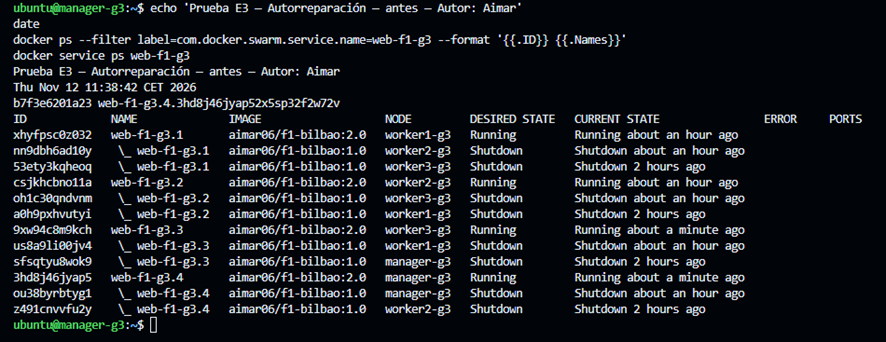 ubuntu@manager-g3:~$ echo 'Prueba E3 — Autorreparación — antes — Autor: Aimar'
date
docker ps --filter label=com.docker.swarm.service.name=web-f1-g3 --format '{{.ID}} {{.Names}}'
docker service ps web-f1-g3
Prueba E3 — Autorreparación — antes — Autor: Aimar
Thu Nov 12 11:38:42 CET 2026
b7f3e6201a23 web-f1-g3.4.3hd8j46jyap52x5sp32f2w72v
ID NAME IMAGE NODE DESIRED STATE CURRENT STATE ERROR PORTS
xhyfpsc0z032 web-f1-g3.1 aimar06/f1-bilbao:2.0 worker1-g3 Running Running about an hour ago
nn9dbh6ad10y \_ web-f1-g3.1 aimar06/f1-bilbao:1.0 worker2-g3 Shutdown Shutdown about an hour ago
53ety3kqheoq \_ web-f1-g3.1 aimar06/f1-bilbao:1.0 worker3-g3 Shutdown Shutdown 2 hours ago
csjkhcbno11a web-f1-g3.2 aimar06/f1-bilbao:2.0 worker2-g3 Running Running about an hour ago
oh1c30qndvnm \_ web-f1-g3.2 aimar06/f1-bilbao:1.0 worker3-g3 Shutdown Shutdown about an hour ago
a0h9pxhvutyi \_ web-f1-g3.2 aimar06/f1-bilbao:1.0 worker1-g3 Shutdown Shutdown 2 hours ago
9xw94c8m9kch web-f1-g3.3 aimar06/f1-bilbao:2.0 worker3-g3 Running Running about a minute ago
us8a9li00jv4 \_ web-f1-g3.3 aimar06/f1-bilbao:1.0 worker1-g3 Shutdown Shutdown about an hour ago
sfsqtyu8wok9 \_ web-f1-g3.3 aimar06/f1-bilbao:1.0 manager-g3 Shutdown Shutdown 2 hours ago
3hd8j46jyap5 web-f1-g3.4 aimar06/f1-bilbao:2.0 manager-g3 Running Running about a minute ago
ou38byrbtyg1 \_ web-f1-g3.4 aimar06/f1-bilbao:1.0 manager-g3 Shutdown Shutdown about an hour ago
z491cnvvfu2y \_ web-f1-g3.4 aimar06/f1-bilbao:1.0 worker2-g3 Shutdown Shutdown 2 hours ago
ubuntu@manager-g3:~$